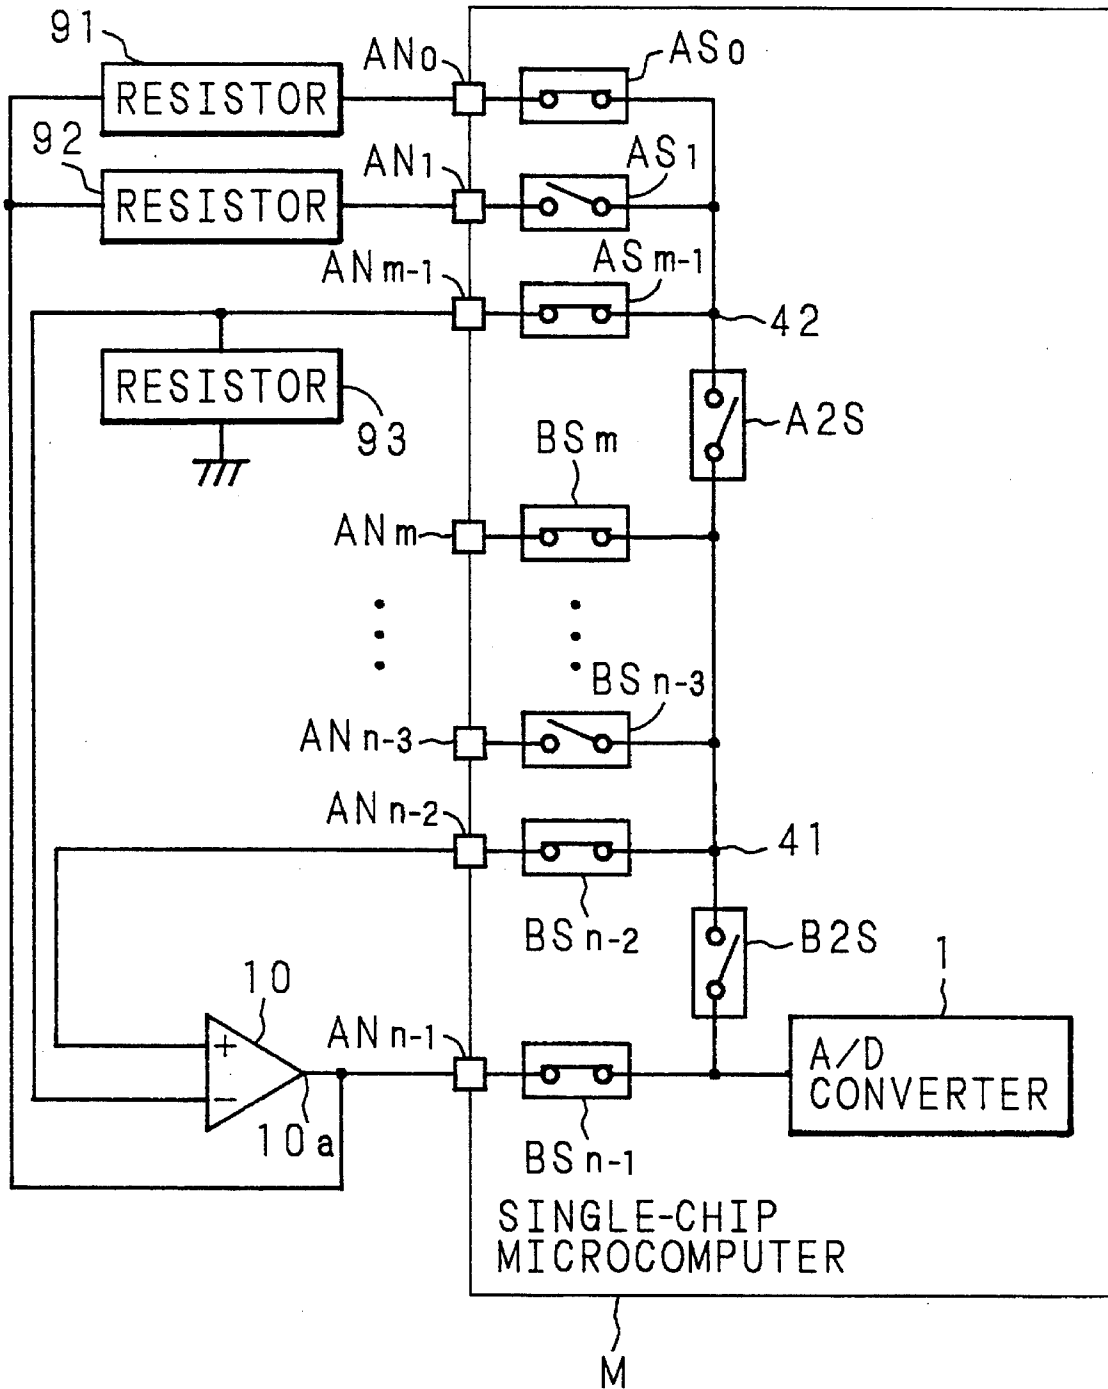 91
RESISTOR
AN0
AS0
92
RESISTOR
AN1
AS1
ANm-1
ASm-1
42
RESISTOR
93
A2S
BSm
ANm
BSn-3
ANn-3
ANn-2
41
BSn-2
B2S
10
+
−
10a
ANn-1
BSn-1
1
A/D
CONVERTER
SINGLE-CHIP
MICROCOMPUTER
M